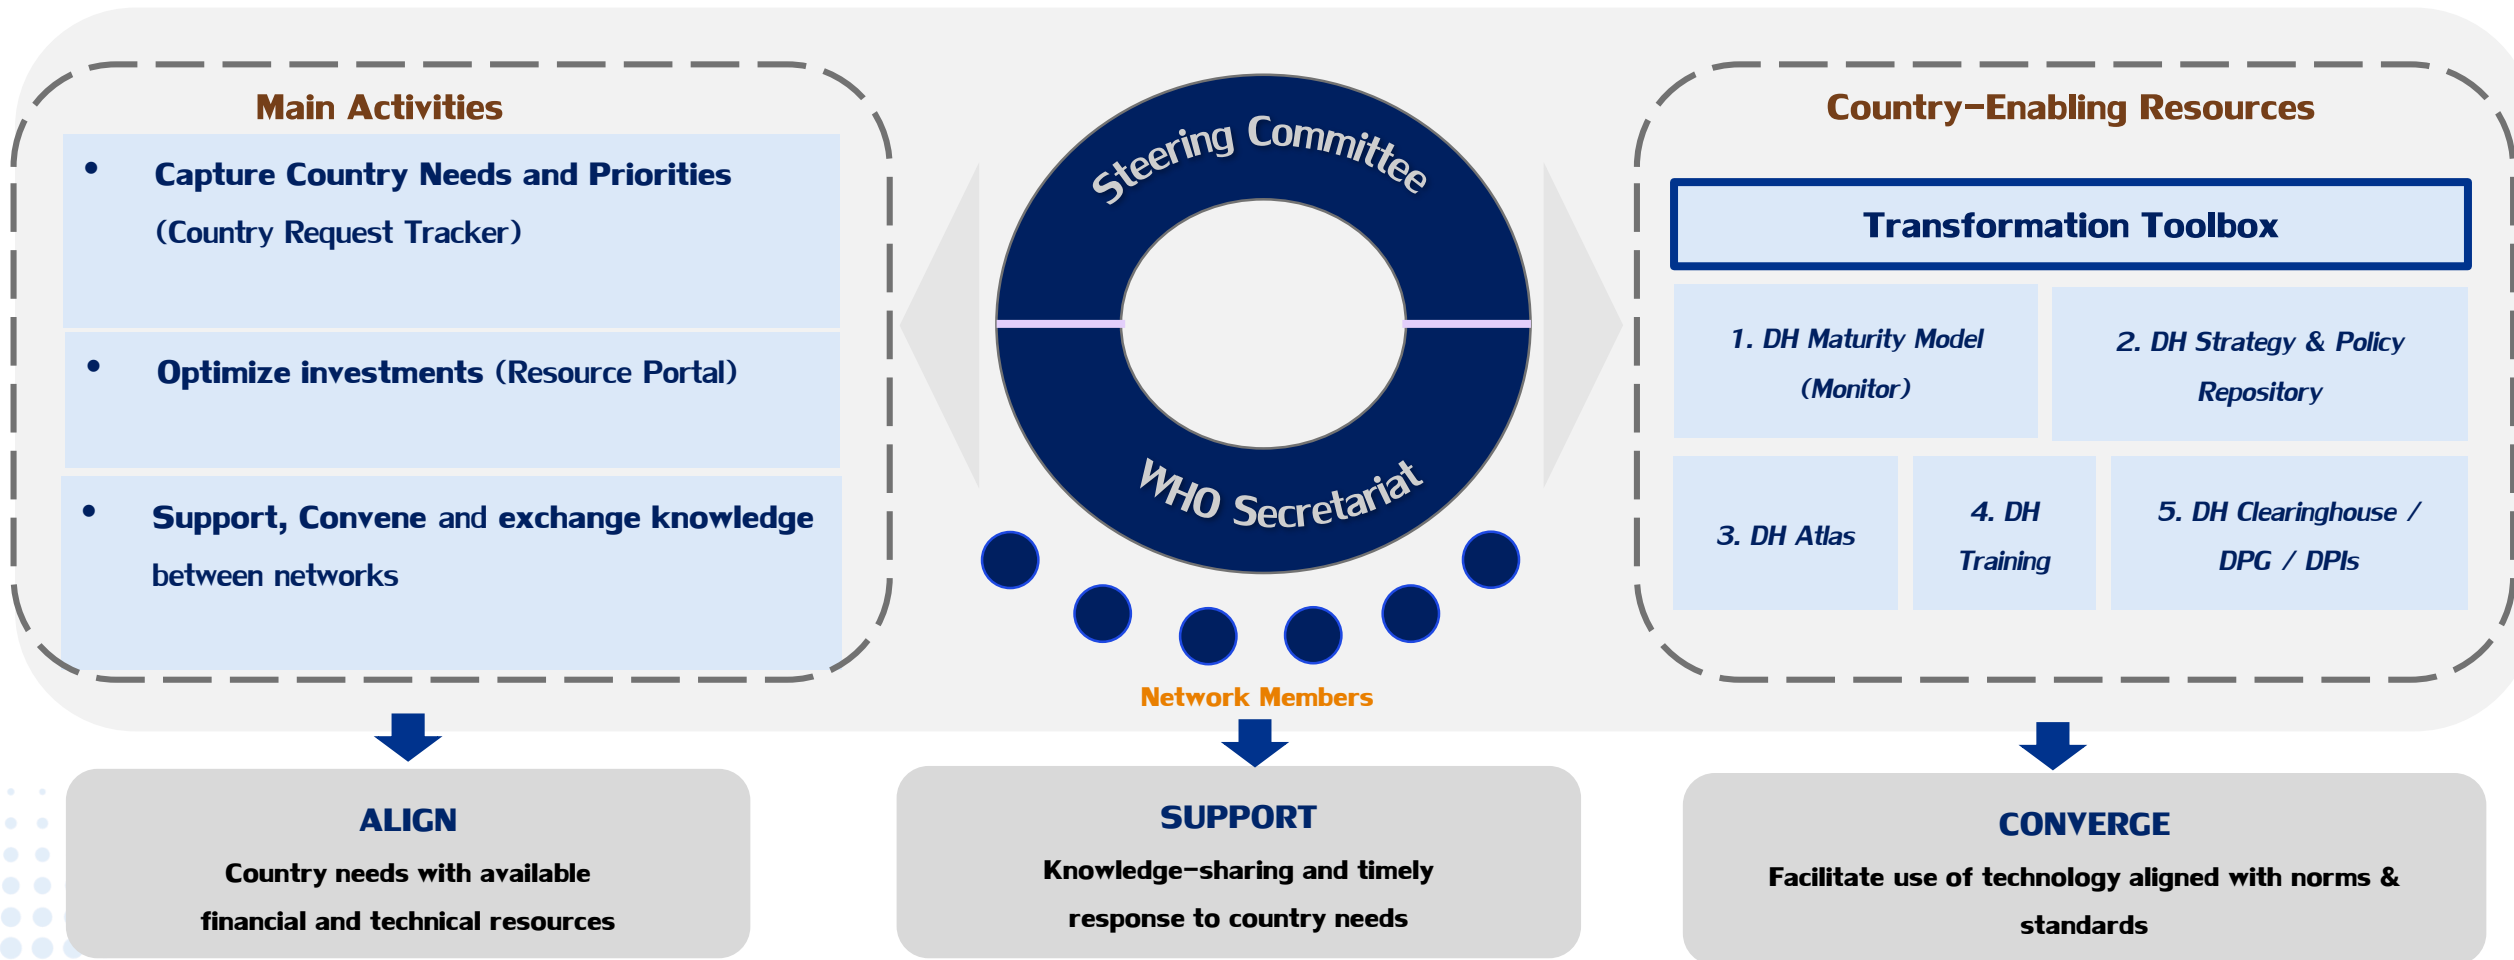 Main Activities
• Capture Country Needs and Priorities
(Country Request Tracker)
• Optimize investments (Resource Portal)
• Support, Convene and exchange knowledge
between networks
Steering Committee
WHO Secretariat
Network Members
Country-Enabling Resources
Transformation Toolbox
1. DH Maturity Model
(Monitor)
2. DH Strategy & Policy
Repository
3. DH Atlas
4. DH
Training
5. DH Clearinghouse /
DPG / DPIs
ALIGN
Country needs with available
financial and technical resources
SUPPORT
Knowledge-sharing and timely
response to country needs
CONVERGE
Facilitate use of technology aligned with norms &
standards